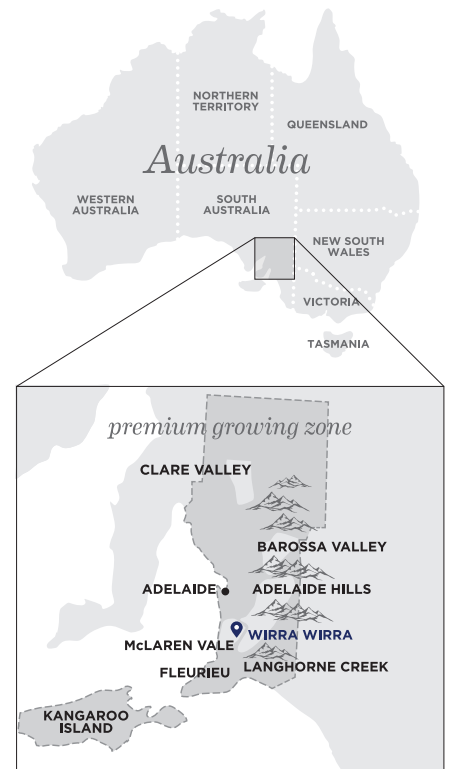 NORTHERN
TERRITORY
QUEENSLAND
Australia
WESTERN
AUSTRALIA
SOUTH
AUSTRALIA
NEW SOUTH
WALES
VICTORIA
TASMANIA
premium growing zone
CLARE VALLEY
BAROSSA VALLEY
ADELAIDE
ADELAIDE HILLS
WIRRA WIRRA
McLAREN VALE
LANGHORNE CREEK
FLEURIEU
KANGAROO
ISLAND